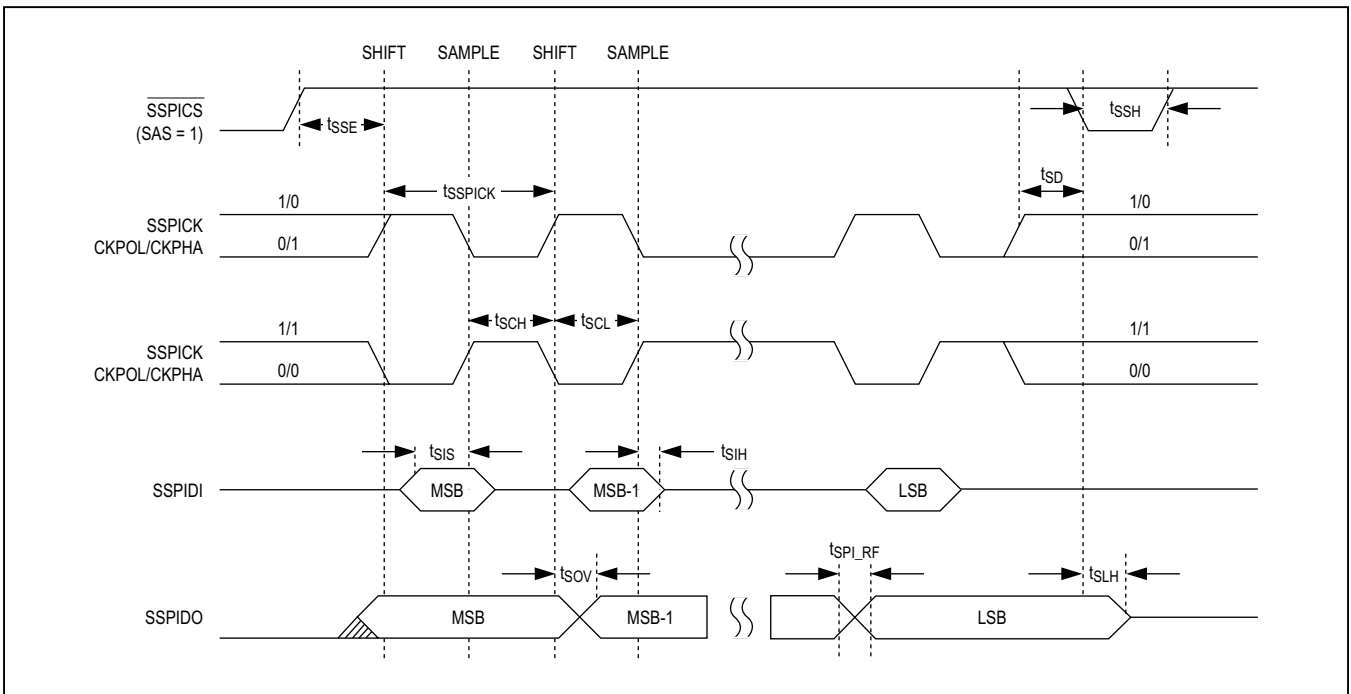 SHIFT SAMPLE SHIFT SAMPLE
SSPICS
(SAS = 1)
tSSE
tSSH
tSSPICK
tSD
1/0 1/0
SSPICK
CKPOL/CKPHA
0/1 0/1
tSCH tSCL
1/1 1/1
SSPICK
CKPOL/CKPHA
0/0 0/0
tSIS tSIH
SSPIDI MSB MSB-1 LSB
tSOV tSPI_RF tSLH
SSPIDO MSB MSB-1 LSB